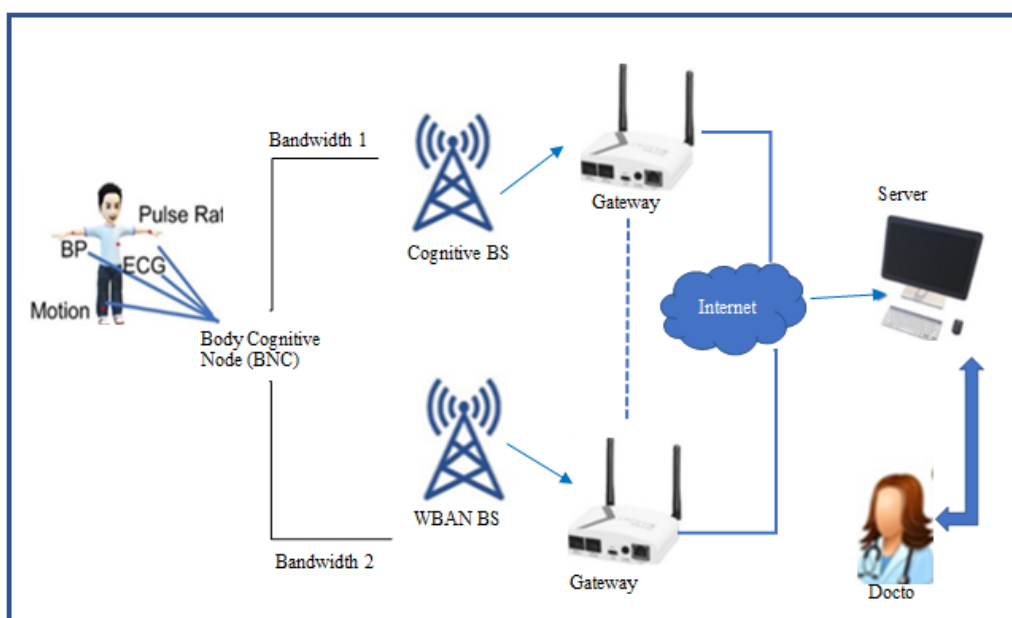 Bandwidth 1
Pulse Rat
BP
ECG
Motion
Body Cognitive
Node (BNC)
Cognitive BS
Gateway
Server
Internet
WBAN BS
Bandwidth 2
Gateway
Docto